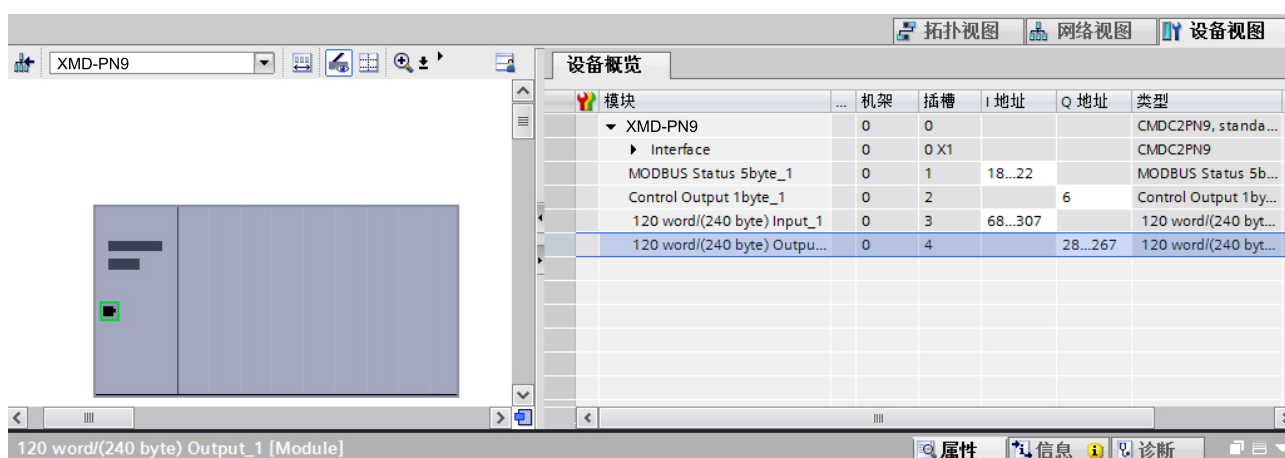 拓扑视图 网络视图 设备视图
XMD-PN9 设备概览
模块 ... 机架 插槽 I 地址 Q 地址 类型
XMD-PN9 0 0 CMDC2PN9, standa...
Interface 0 0 X1 CMDC2PN9
MODBUS Status 5byte_1 0 1 18...22 MODBUS Status 5b...
Control Output 1byte_1 0 2 6 Control Output 1by...
120 word/(240 byte) Input_1 0 3 68...307 120 word/(240 byt...
120 word/(240 byte) Outpu... 0 4 28...267 120 word/(240 byt...
120 word/(240 byte) Output_1 [Module] 属性 信息 诊断